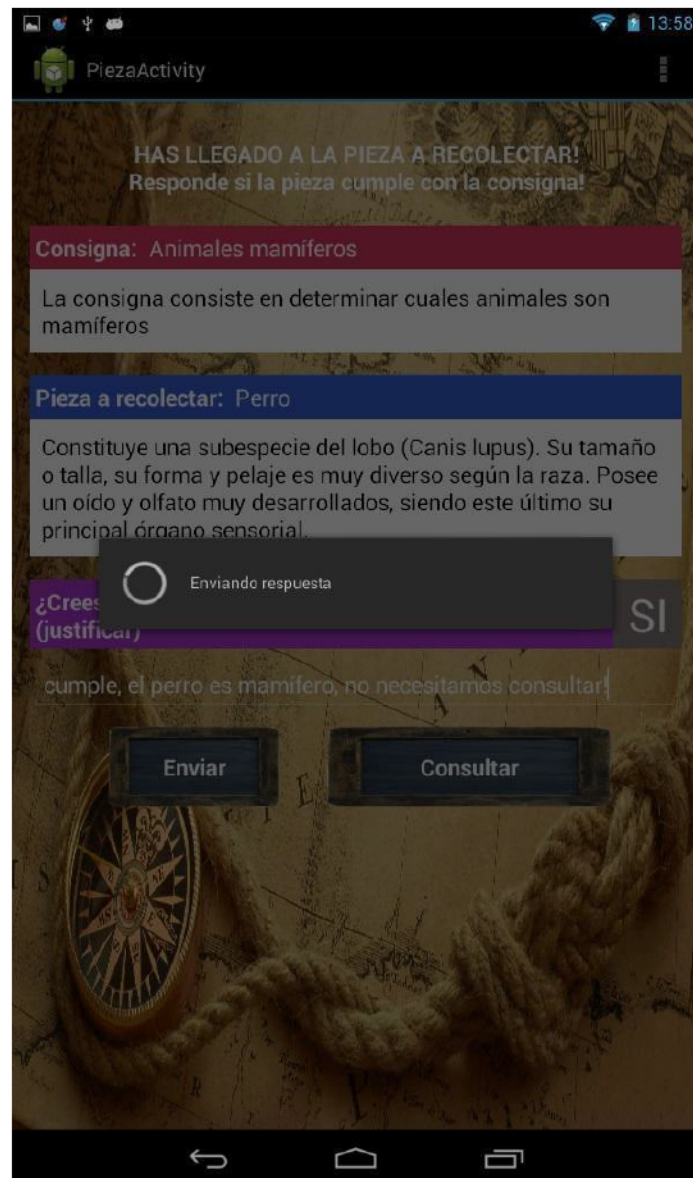 13:58
PiezaActivity
HAS LLEGADO A LA PIEZA A RECOLECTAR!
Responde si la pieza cumple con la consigna!
Consigna: Animales mamíferos
La consigna consiste en determinar cuales animales son
mamíferos
Pieza a recolectar: Perro
Constituye una subespecie del lobo (Canis lupus). Su tamaño
o talla, su forma y pelaje es muy diverso según la raza. Posee
un oído y olfato muy desarrollados, siendo este último su
principal órgano sensorial.
Enviando respuesta
¿Crees
(justificar)
SI
cumple, el perro es mamífero, no necesitamos consultar!
Enviar
Consultar